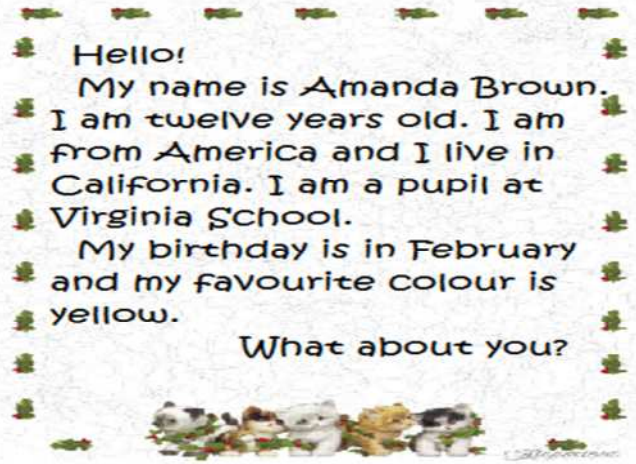 Hello!
My name is Amanda Brown.
I am twelve years old. I am
from America and I live in
California. I am a pupil at
Virginia School.
My birthday is in February
and my favourite colour is
yellow.
What about you?